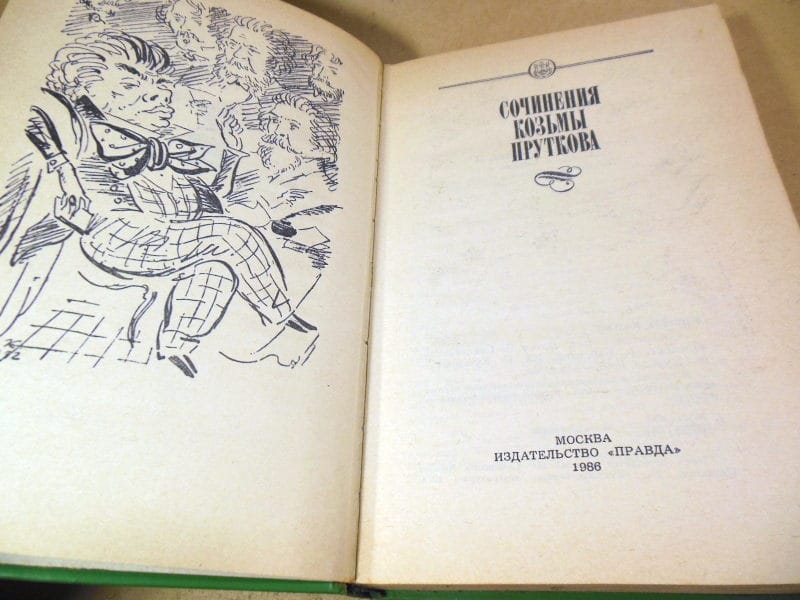 СОЧИНЕНИЯ
КОЗЬМЫ
ПРУТКОВА
МОСКВА
ИЗДАТЕЛЬСТВО «ПРАВДА»
1986